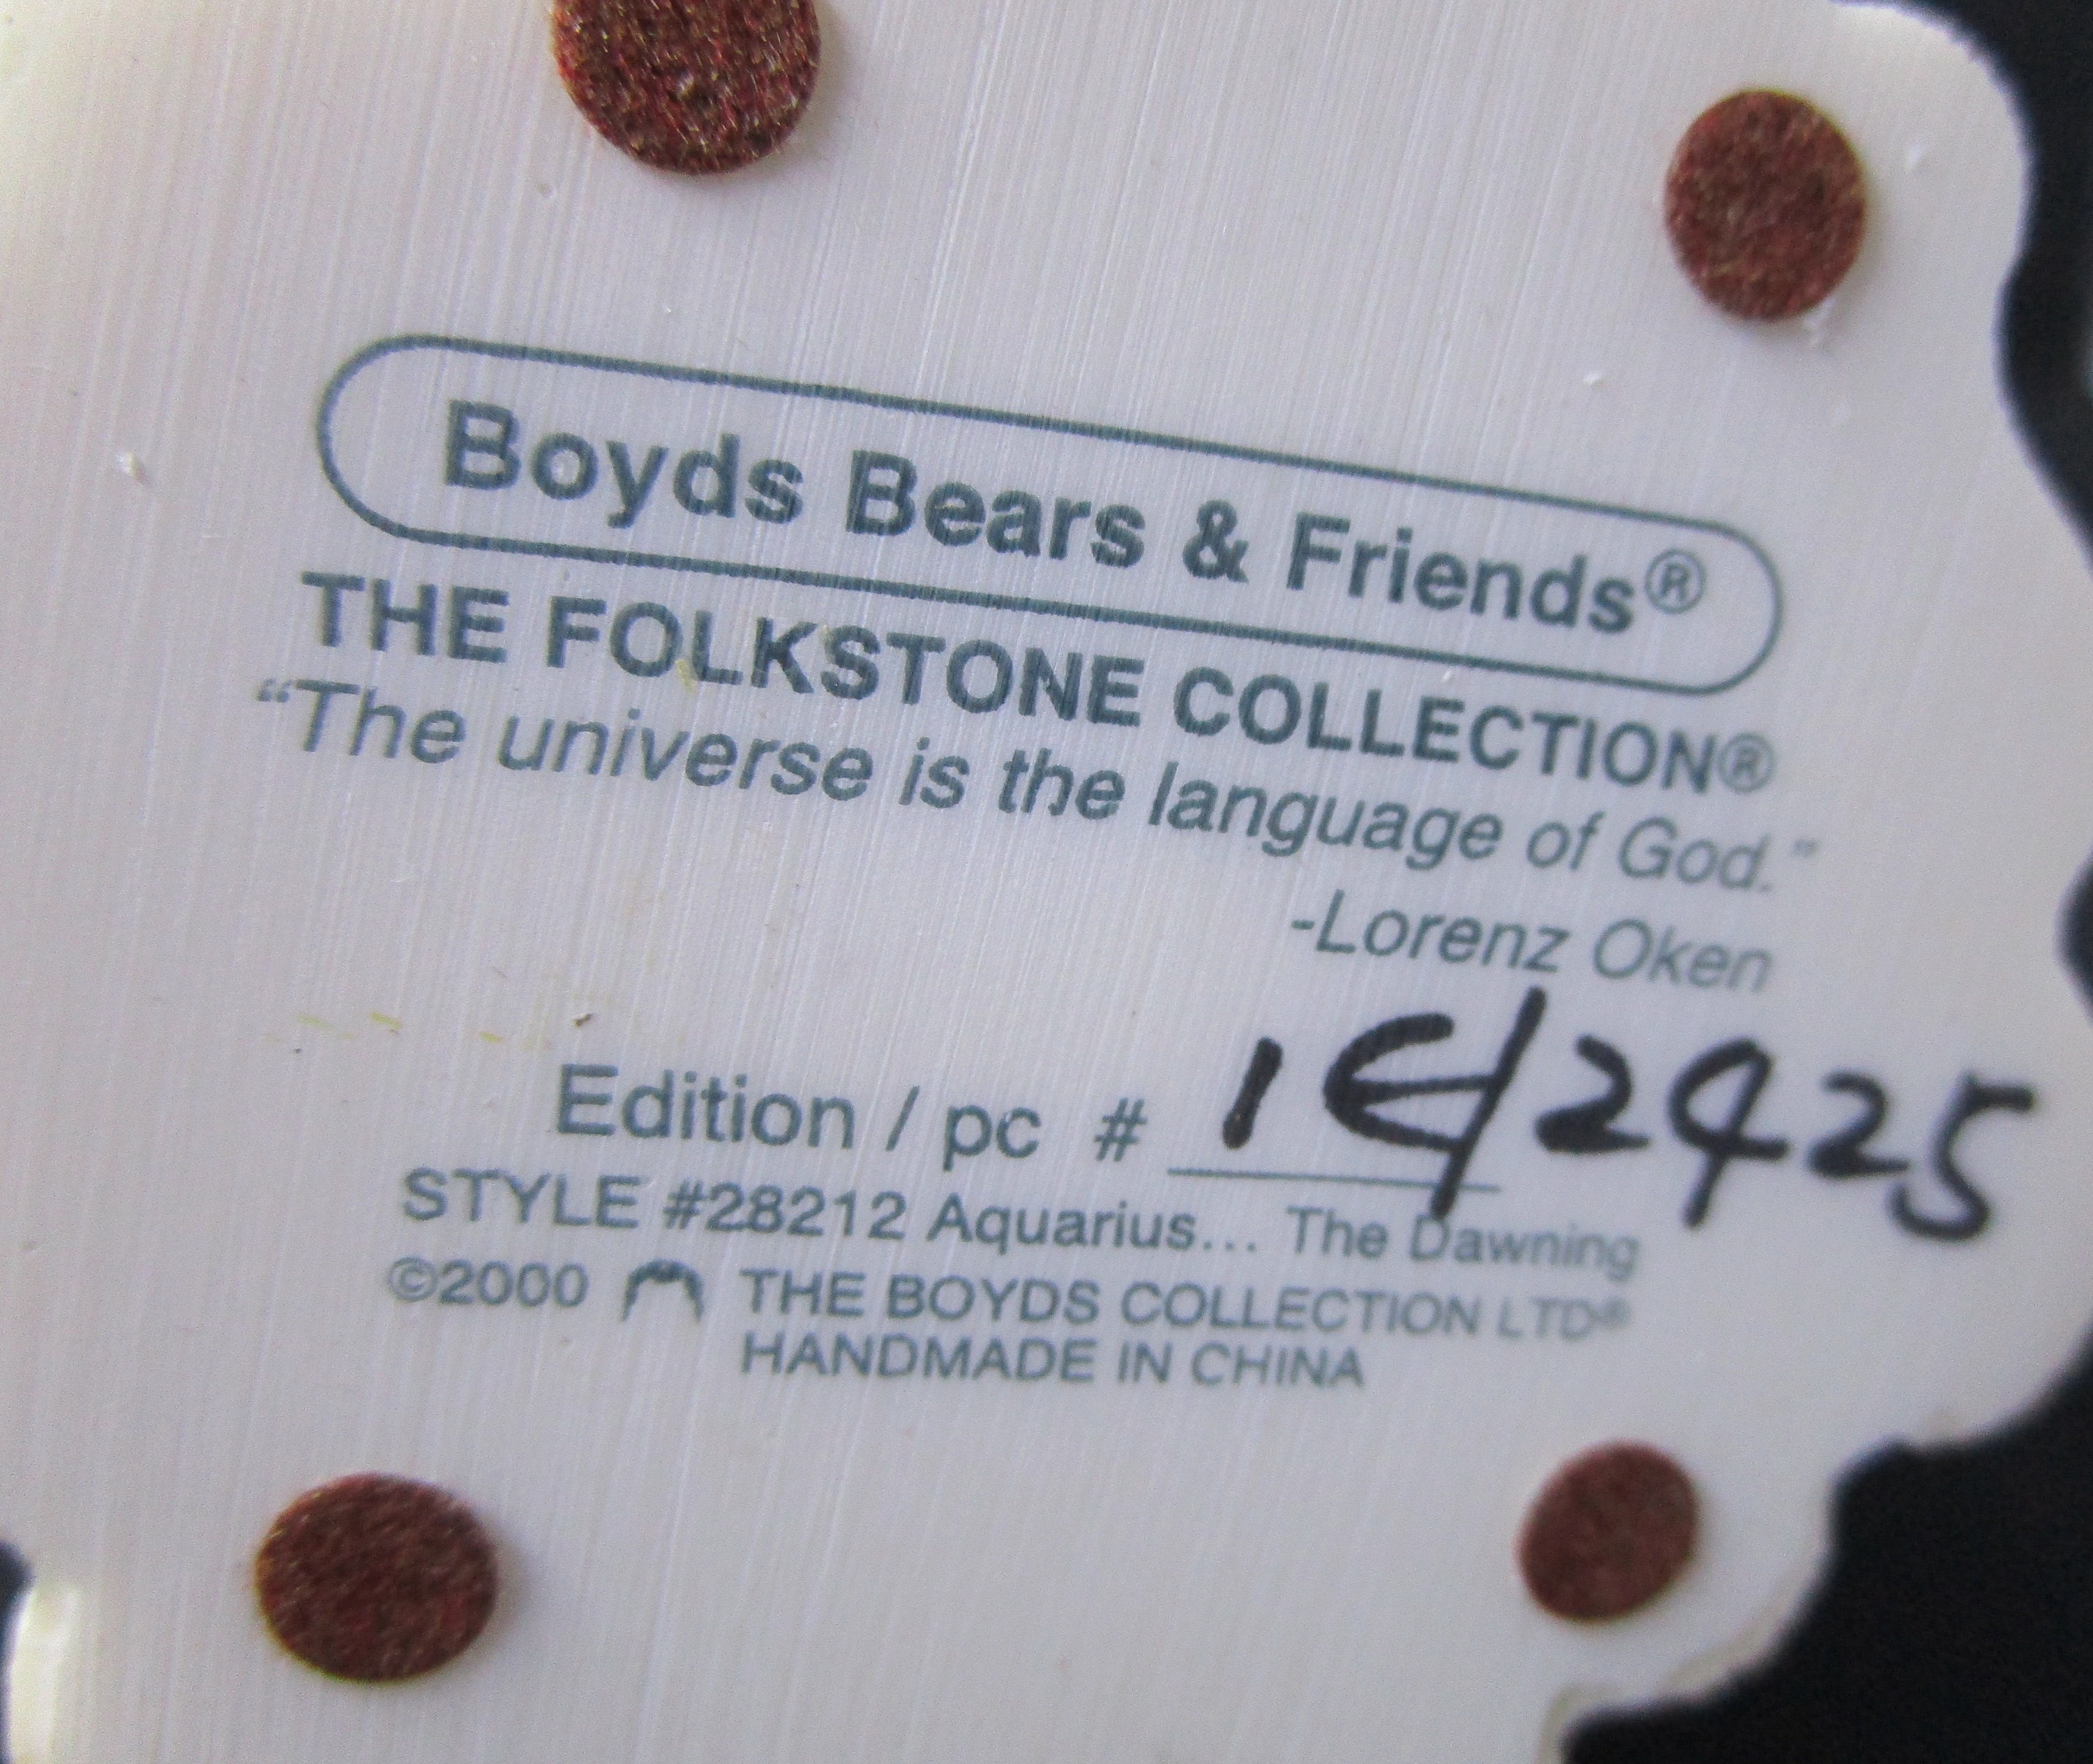 Boyds Bears & Friends®
THE FOLKSTONE COLLECTION®
“The universe is the language of God.”
-Lorenz Oken
Edition / pc # 1E/2425
STYLE #28212 Aquarius... The Dawning
©2000 THE BOYDS COLLECTION LTD®
HANDMADE IN CHINA